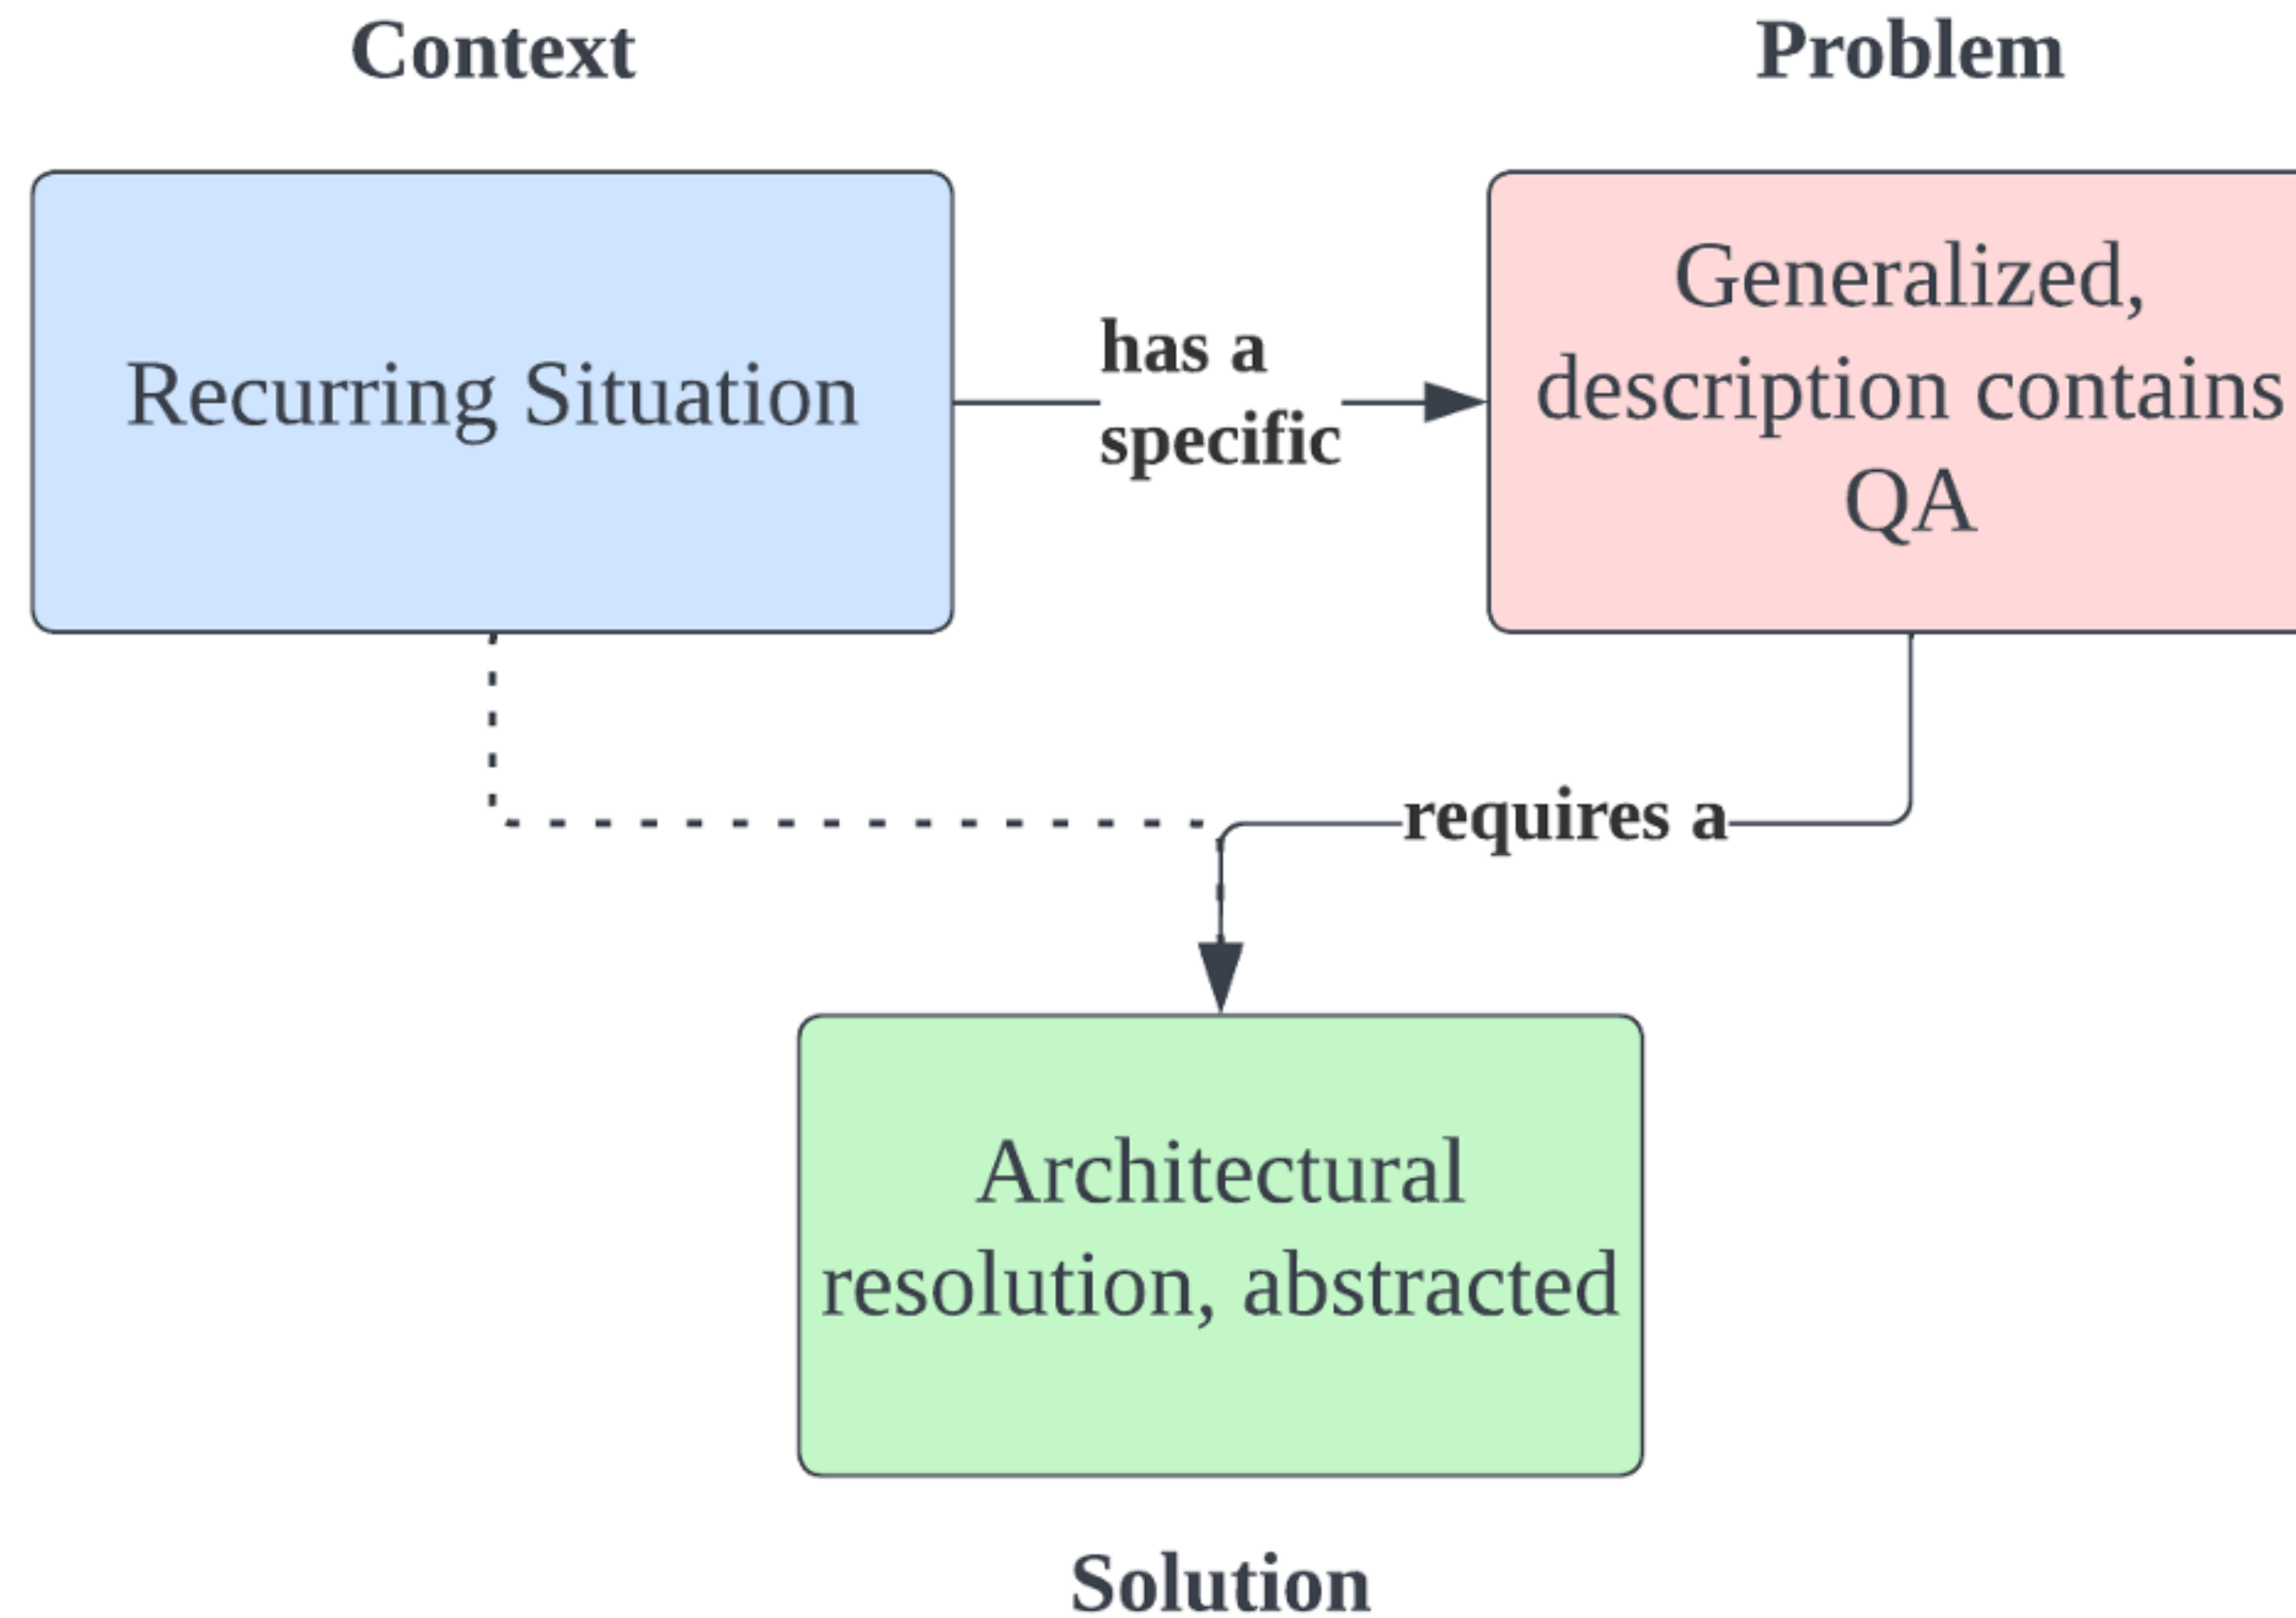 Context
Problem
Recurring Situation
has a
specific
Generalized,
description contains
QA
requires a
Architectural
resolution, abstracted
Solution